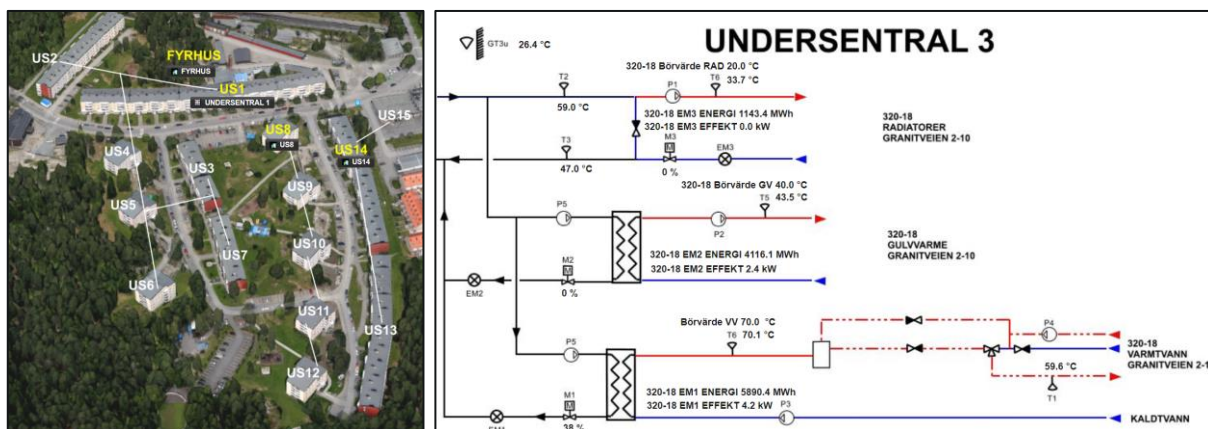 US2
FYRHUS
FYRHUS
US1
UNDERSENTRAL 1
US15
US8
US8
US14
US14
US4
US3
US9
US5
US10
US7
US6
US11
US13
US12
UNDERSENTRAL 3
GT3u
26.4 °C
320-18 Börvärde RAD 20.0 °C
T2
P1
T6
33.7 °C
59.0 °C
320-18 EM3 ENERGI 1143.4 MWh
320-18 EM3 EFFEKT 0.0 kW
320-18
RADIATORER
GRANITVEIEN 2-10
T3
M3
M
EM3
47.0 °C
0 %
320-18 Börvärde GV 40.0 °C
T5
43.5 °C
P5
P2
320-18
GULVVARME
GRANITVEIEN 2-10
320-18 EM2 ENERGI 4116.1 MWh
320-18 EM2 EFFEKT 2.4 kW
M2
M
EM2
0 %
Börvärde VV 70.0 °C
T6
70.1 °C
P4
P5
320-18
VARMTVANN
GRANITVEIEN 2-1
59.6 °C
T1
320-18 EM1 ENERGI 5890.4 MWh
320-18 EM1 EFFEKT 4.2 kW
M1
M
P3
KALDTVANN
EM1
38 %